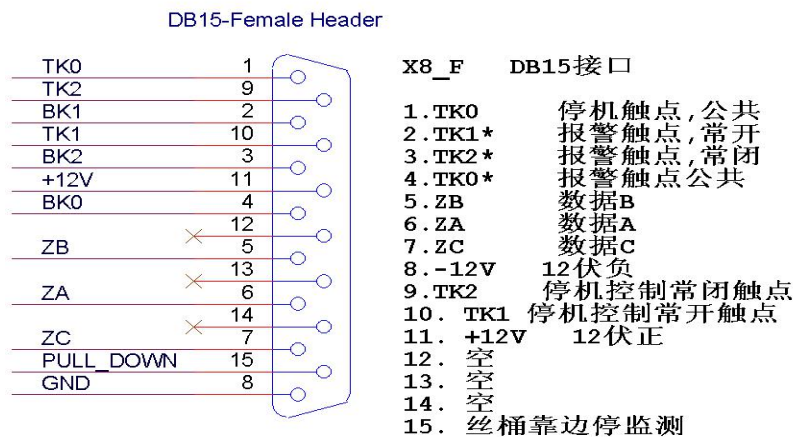 DB15-Female Header
TK0 1
TK2 9
BK1 2
TK1 10
BK2 3
+12V 11
BK0 4
12
ZB 5
13
ZA 6
14
ZC 7
PULL_DOWN 15
GND 8
X8_F DB15接口
1.TK0 停机触点,公共
2.TK1* 报警触点,常开
3.TK2* 报警触点,常闭
4.TK0* 报警触点公共
5.ZB 数据B
6.ZA 数据A
7.ZC 数据C
8.-12V 12伏负
9.TK2 停机控制常闭触点
10. TK1 停机控制常开触点
11. +12V 12伏正
12. 空
13. 空
14. 空
15. 丝桶靠边停监测